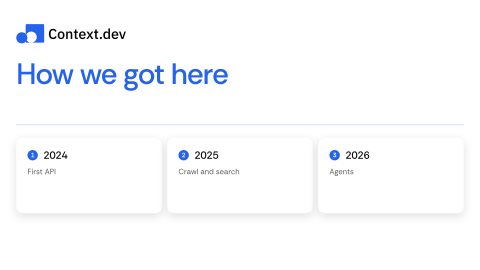 Context.dev
How we got here
1 2024
First API
2 2025
Crawl and search
3 2026
Agents